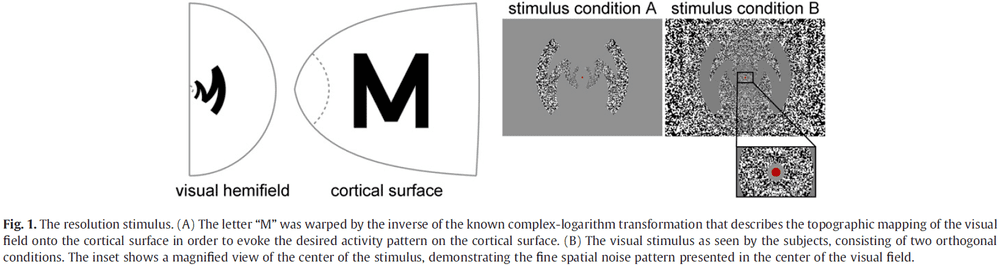 stimulus condition A stimulus condition B
M M
visual hemifield cortical surface
Fig. 1. The resolution stimulus. (A) The letter “M” was warped by the inverse of the known complex-logarithm transformation that describes the topographic mapping of the visual
field onto the cortical surface in order to evoke the desired activity pattern on the cortical surface. (B) The visual stimulus as seen by the subjects, consisting of two orthogonal
conditions. The inset shows a magnified view of the center of the stimulus, demonstrating the fine spatial noise pattern presented in the center of the visual field.